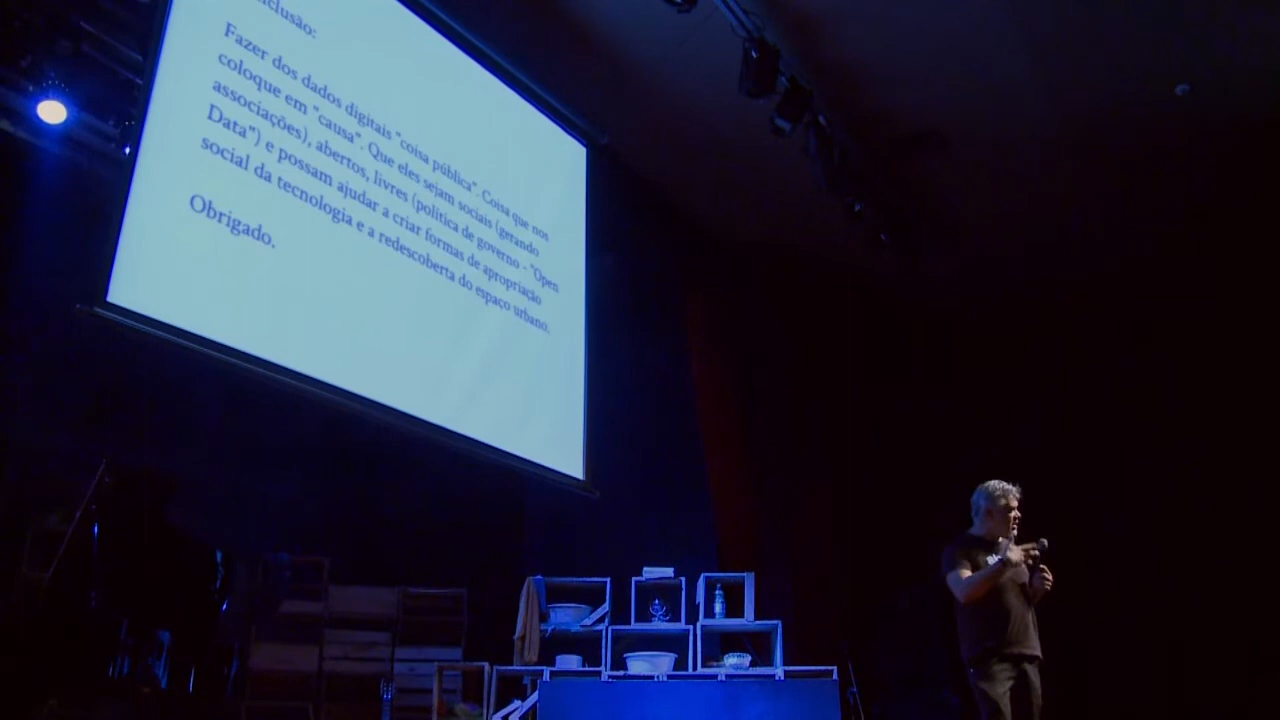 nclusão:
Fazer dos dados digitais "coisa pública". Coisa que nos
coloque em "causa". Que eles sejam sociais (gerando
associações), abertos, livres (política de governo - "Open
Data") e possam ajudar a criar formas de apropriação
social da tecnologia e a redescoberta do espaço urbano.
Obrigado.